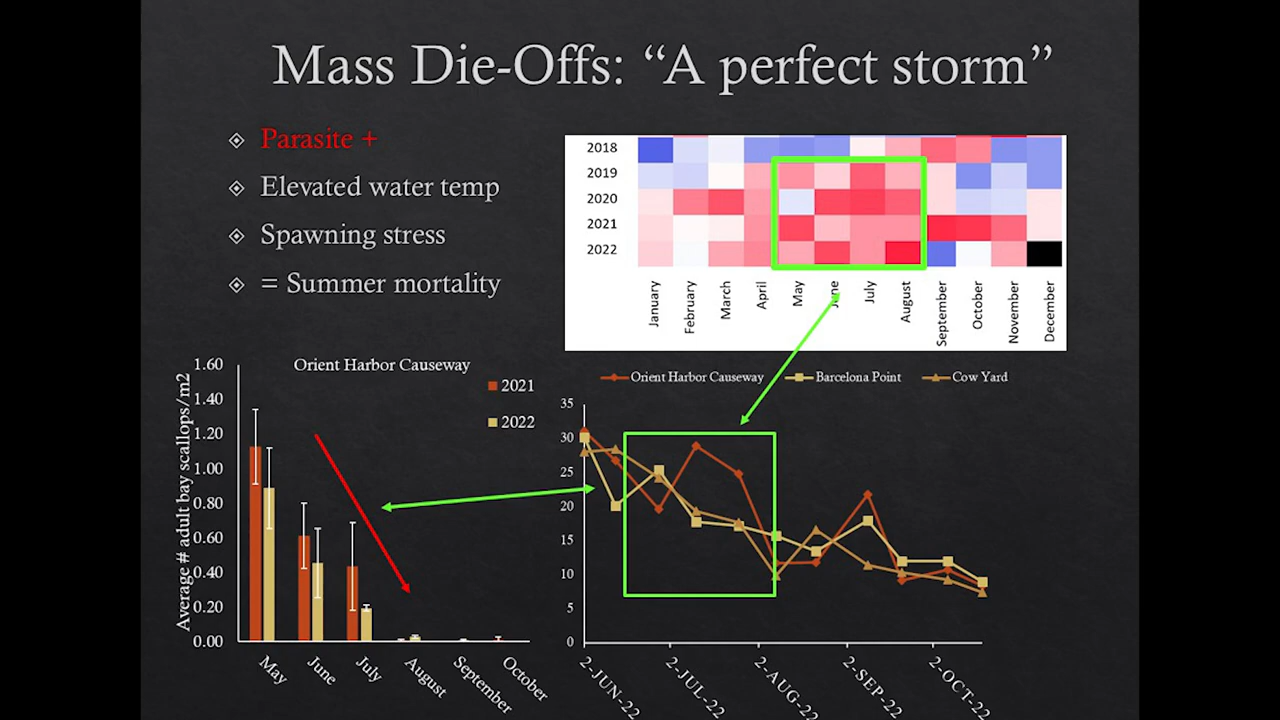 Mass Die-Offs: “A perfect storm”
Parasite +
Elevated water temp
Spawning stress
= Summer mortality
2018
2019
2020
2021
2022
January
February
March
April
May
June
July
August
September
October
November
December
Orient Harbor Causeway
2021
2022
Average # adult bay scallops/m2
1.60
1.40
1.20
1.00
0.80
0.60
0.40
0.20
0.00
May
June
July
August
September
October
Orient Harbor Causeway
Barcelona Point
Cow Yard
35
30
25
20
15
10
5
0
2-JUN-22
2-JUL-22
2-AUG-22
2-SEP-22
2-OCT-22